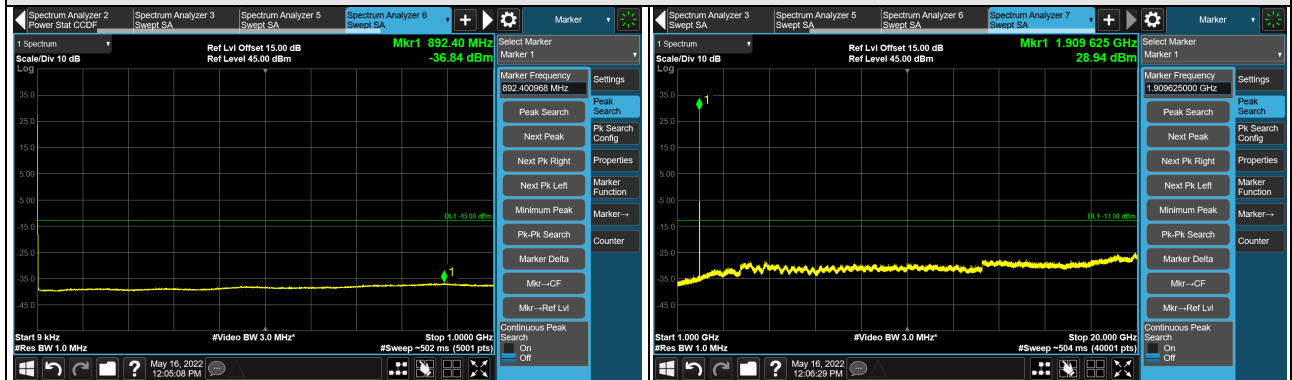 Spectrum Analyzer 2
Power Stat CCDF
Spectrum Analyzer 3
Swept SA
Spectrum Analyzer 5
Swept SA
Spectrum Analyzer 6
Swept SA
Marker
1 Spectrum
Scale/Div 10 dB
Log
Ref Lvl Offset 15.00 dB
Ref Level 45.00 dBm
Mkr1 892.40 MHz
-36.84 dBm
35.0
25.0
15.0
5.00
-5.00
-15.0
-25.0
-35.0
-45.0
DL1 -13.00 dBm
1
Start 9 kHz
#Res BW 1.0 MHz
#Video BW 3.0 MHz*
Stop 1.0000 GHz
#Sweep ~502 ms (5001 pts)
Select Marker
Marker 1
Marker Frequency
892.400968 MHz
Peak Search
Next Peak
Next Pk Right
Next Pk Left
Minimum Peak
Pk-Pk Search
Marker Delta
Mkr→CF
Mkr→Ref Lvl
Continuous Peak
Search
On
Off
Settings
Peak
Search
Pk Search
Config
Properties
Marker
Function
Marker→
Counter
May 16, 2022
12:05:08 PM
Spectrum Analyzer 3
Swept SA
Spectrum Analyzer 5
Swept SA
Spectrum Analyzer 6
Swept SA
Spectrum Analyzer 7
Swept SA
Marker
1 Spectrum
Scale/Div 10 dB
Log
Ref Lvl Offset 15.00 dB
Ref Level 45.00 dBm
Mkr1 1.909 625 GHz
28.94 dBm
35.0
25.0
15.0
5.00
-5.00
-15.0
-25.0
-35.0
-45.0
DL1 -13.00 dBm
1
Start 1.000 GHz
#Res BW 1.0 MHz
#Video BW 3.0 MHz*
Stop 20.000 GHz
#Sweep ~504 ms (40001 pts)
Select Marker
Marker 1
Marker Frequency
1.909625000 GHz
Peak Search
Next Peak
Next Pk Right
Next Pk Left
Minimum Peak
Pk-Pk Search
Marker Delta
Mkr→CF
Mkr→Ref Lvl
Continuous Peak
Search
On
Off
Settings
Peak
Search
Pk Search
Config
Properties
Marker
Function
Marker→
Counter
May 16, 2022
12:06:29 PM